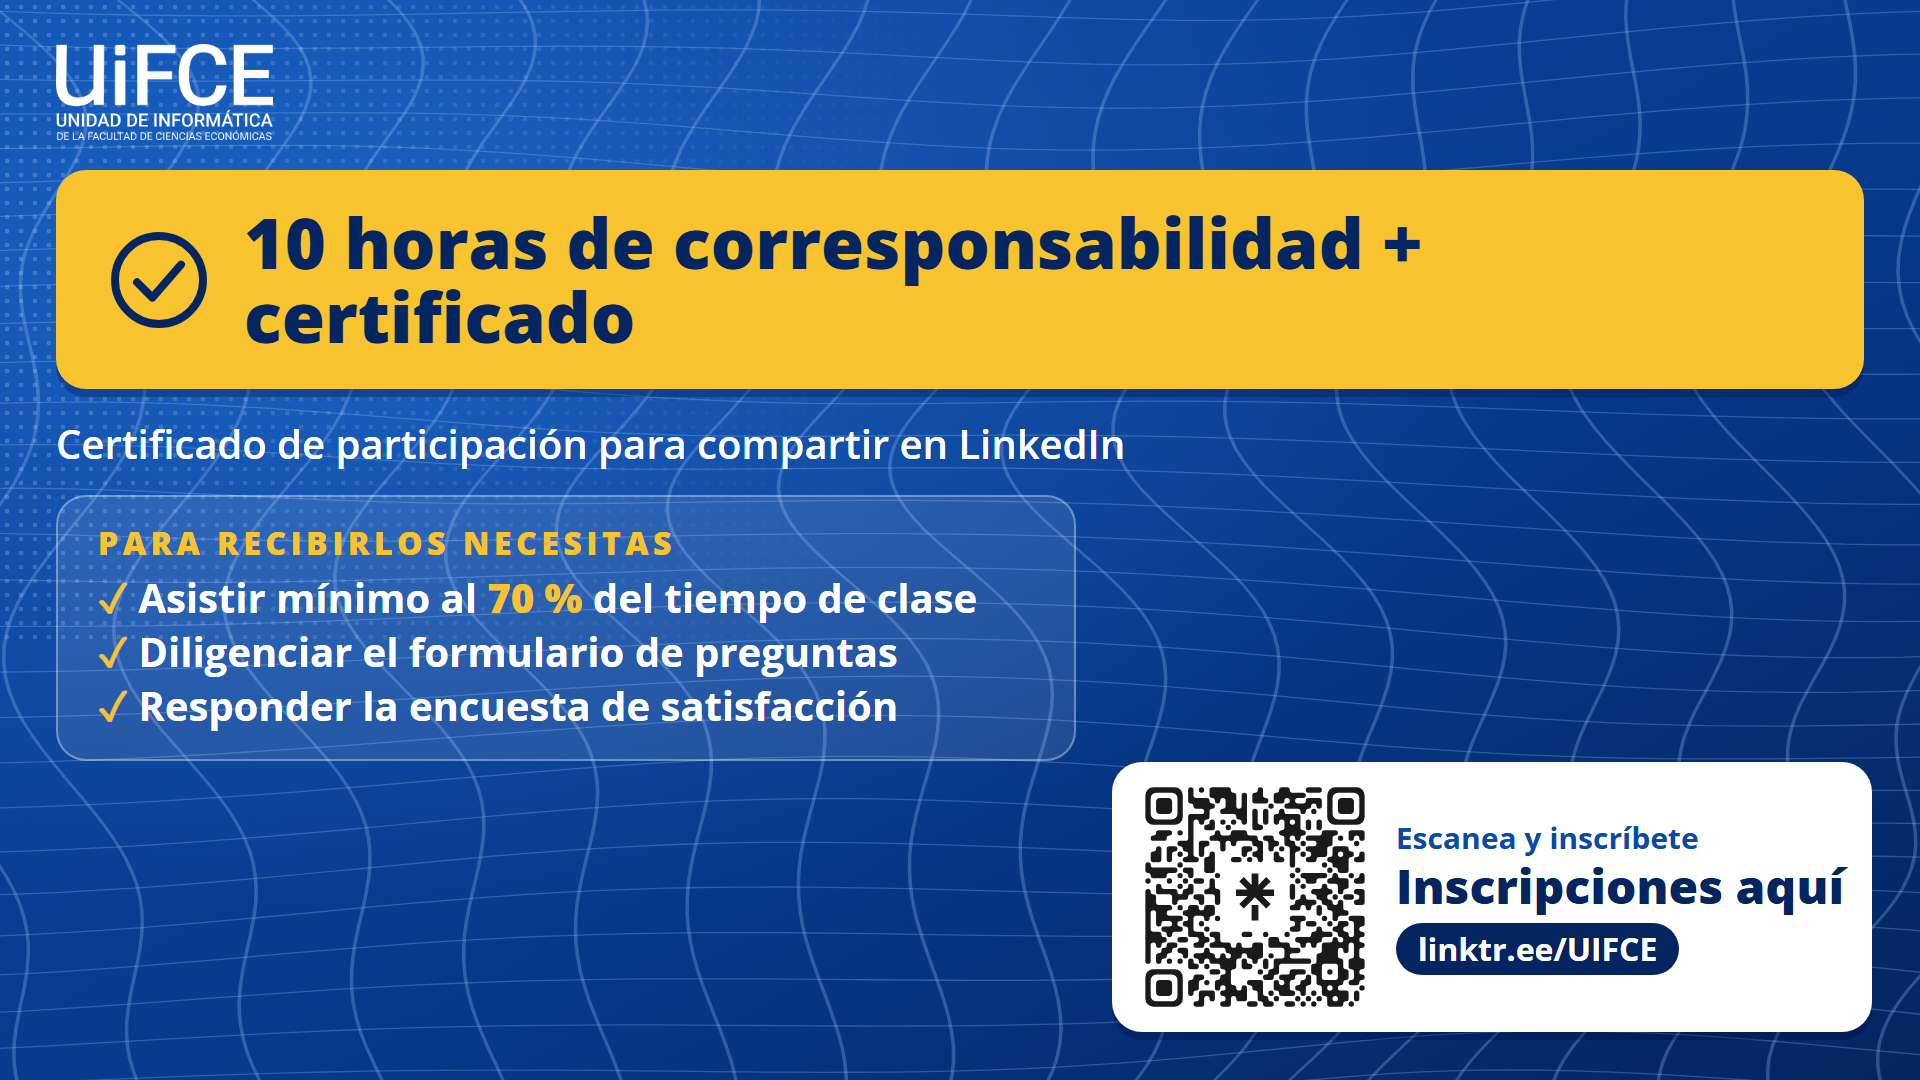 UiFCE
UNIDAD DE INFORMÁTICA
DE LA FACULTAD DE CIENCIAS ECONÓMICAS
10 horas de corresponsabilidad +
certificado
Certificado de participación para compartir en LinkedIn
PARA RECIBIRLOS NECESITAS
✓ Asistir mínimo al 70 % del tiempo de clase
✓ Diligenciar el formulario de preguntas
✓ Responder la encuesta de satisfacción
Escanea y inscríbete
Inscripciones aquí
linktr.ee/UIFCE